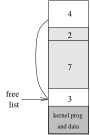 4
2
7
free
list
3
kernel prog
and data